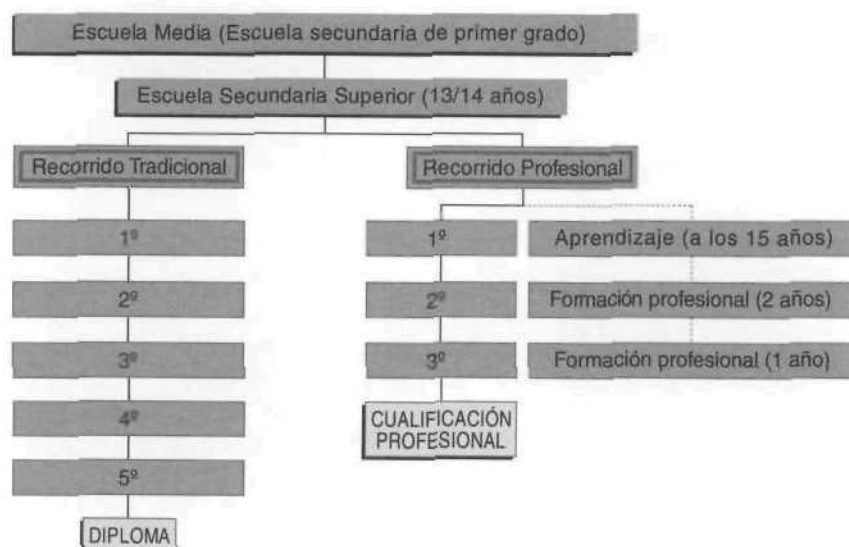 Escuela Media (Escuela secundaria de primer grado)
Escuela Secundaria Superior (13/14 años)
Recorrido Tradicional
1º
2º
3º
4º
5º
DIPLOMA
Recorrido Profesional
1º
2º
3º
CUALIFICACIÓN
PROFESIONAL
Aprendizaje (a los 15 años)
Formación profesional (2 años)
Formación profesional (1 año)